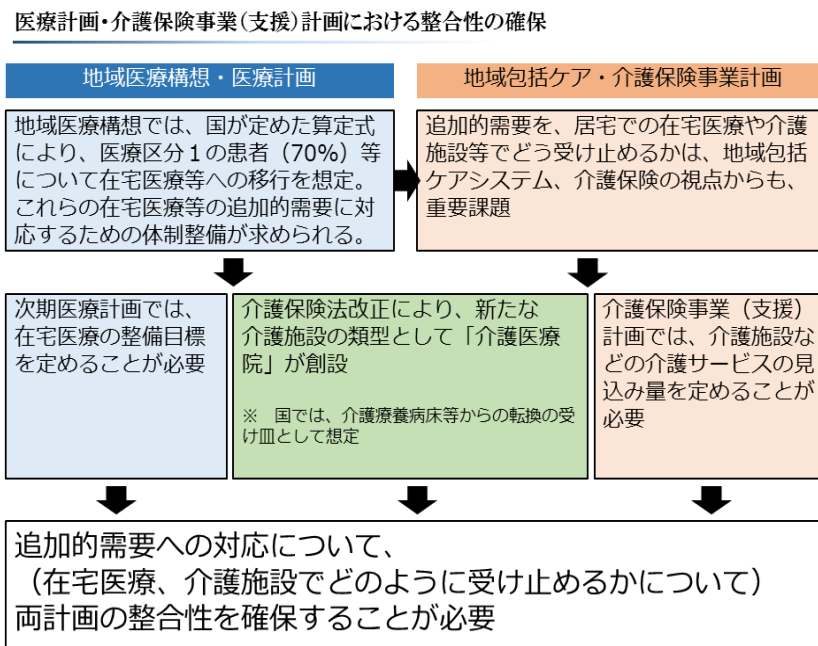 医療計画・介護保険事業(支援)計画における整合性の確保
地域医療構想・医療計画
地域包括ケア・介護保険事業計画
地域医療構想では、国が定めた算定式
により、医療区分1の患者（70%）等
について在宅医療等への移行を想定。
これらの在宅医療等の追加的需要に対
応するための体制整備が求められる。
追加的需要を、居宅での在宅医療や介護
施設等でどう受け止めるかは、地域包括
ケアシステム、介護保険の視点からも、
重要課題
次期医療計画では、
在宅医療の整備目標
を定めることが必要
介護保険法改正により、新たな
介護施設の類型として「介護医療
院」が創設
※　国では、介護療養病床等からの転換の受
け皿として想定
介護保険事業（支援）
計画では、介護施設な
どの介護サービスの見
込み量を定めることが
必要
追加的需要への対応について、
（在宅医療、介護施設でどのように受け止めるかについて）
両計画の整合性を確保することが必要